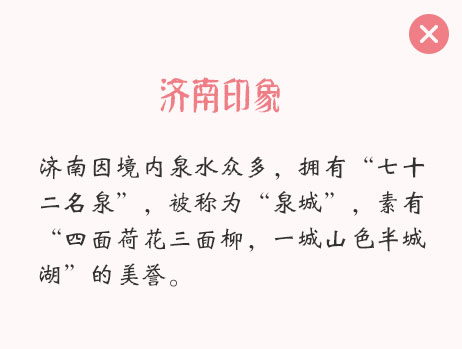 济南印象
济南因境内泉水众多，拥有“七十
二名泉”，被称为“泉城”，素有
“四面荷花三面柳，一城山色半城
湖”的美誉。